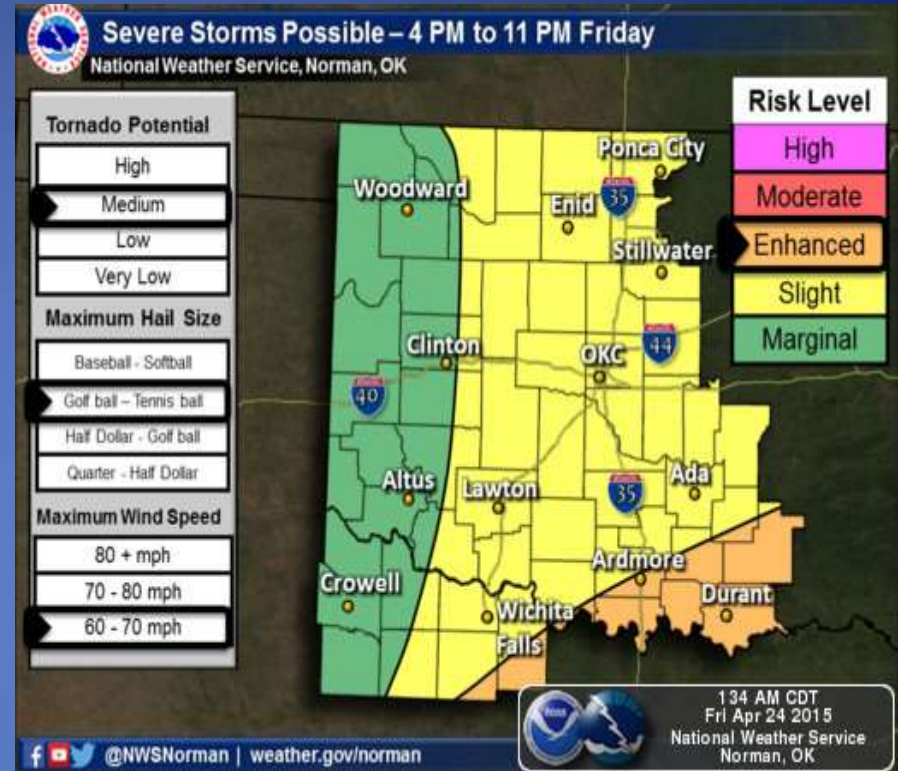 Severe Storms Possible – 4 PM to 11 PM Friday
National Weather Service, Norman, OK
Tornado Potential
High
Medium
Low
Very Low
Maximum Hail Size
Baseball - Softball
Golf ball – Tennis ball
Half Dollar - Golf ball
Quarter - Half Dollar
Maximum Wind Speed
80 + mph
70 - 80 mph
60 - 70 mph
Risk Level
High
Moderate
Enhanced
Slight
Marginal
Ponca City
Woodward
35
Enid
Stillwater
Clinton
OKC
44
40
Altus
Lawton
35
Ada
Ardmore
Crowell
Durant
Wichita
Falls
134 AM CDT
Fri Apr 24 2015
National Weather Service
Norman, OK
@NWSNorman | weather.gov/norman